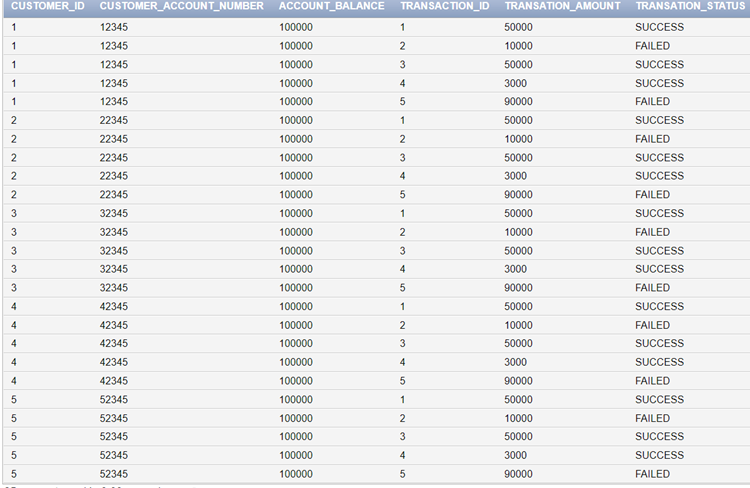 CUSTOMER_ID CUSTOMER_ACCOUNT_NUMBER ACCOUNT_BALANCE TRANSACTION_ID TRANSATION_AMOUNT TRANSATION_STATUS
1 12345 100000 1 50000 SUCCESS
1 12345 100000 2 10000 FAILED
1 12345 100000 3 50000 SUCCESS
1 12345 100000 4 3000 SUCCESS
1 12345 100000 5 90000 FAILED
2 22345 100000 1 50000 SUCCESS
2 22345 100000 2 10000 FAILED
2 22345 100000 3 50000 SUCCESS
2 22345 100000 4 3000 SUCCESS
2 22345 100000 5 90000 FAILED
3 32345 100000 1 50000 SUCCESS
3 32345 100000 2 10000 FAILED
3 32345 100000 3 50000 SUCCESS
3 32345 100000 4 3000 SUCCESS
3 32345 100000 5 90000 FAILED
4 42345 100000 1 50000 SUCCESS
4 42345 100000 2 10000 FAILED
4 42345 100000 3 50000 SUCCESS
4 42345 100000 4 3000 SUCCESS
4 42345 100000 5 90000 FAILED
5 52345 100000 1 50000 SUCCESS
5 52345 100000 2 10000 FAILED
5 52345 100000 3 50000 SUCCESS
5 52345 100000 4 3000 SUCCESS
5 52345 100000 5 90000 FAILED